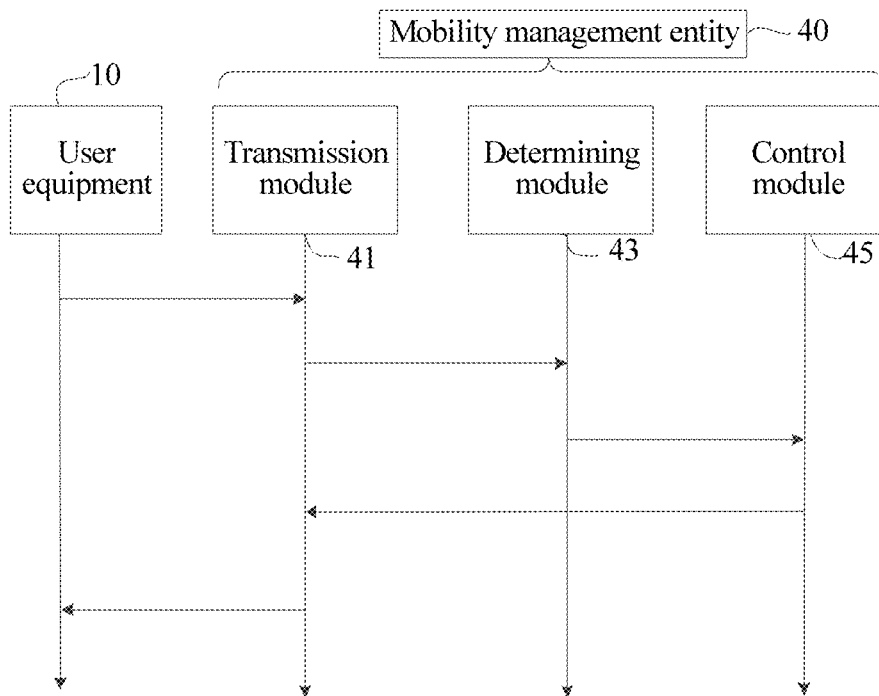 Mobility management entity
40
10
User
equipment
Transmission
module
Determining
module
Control
module
41
43
45